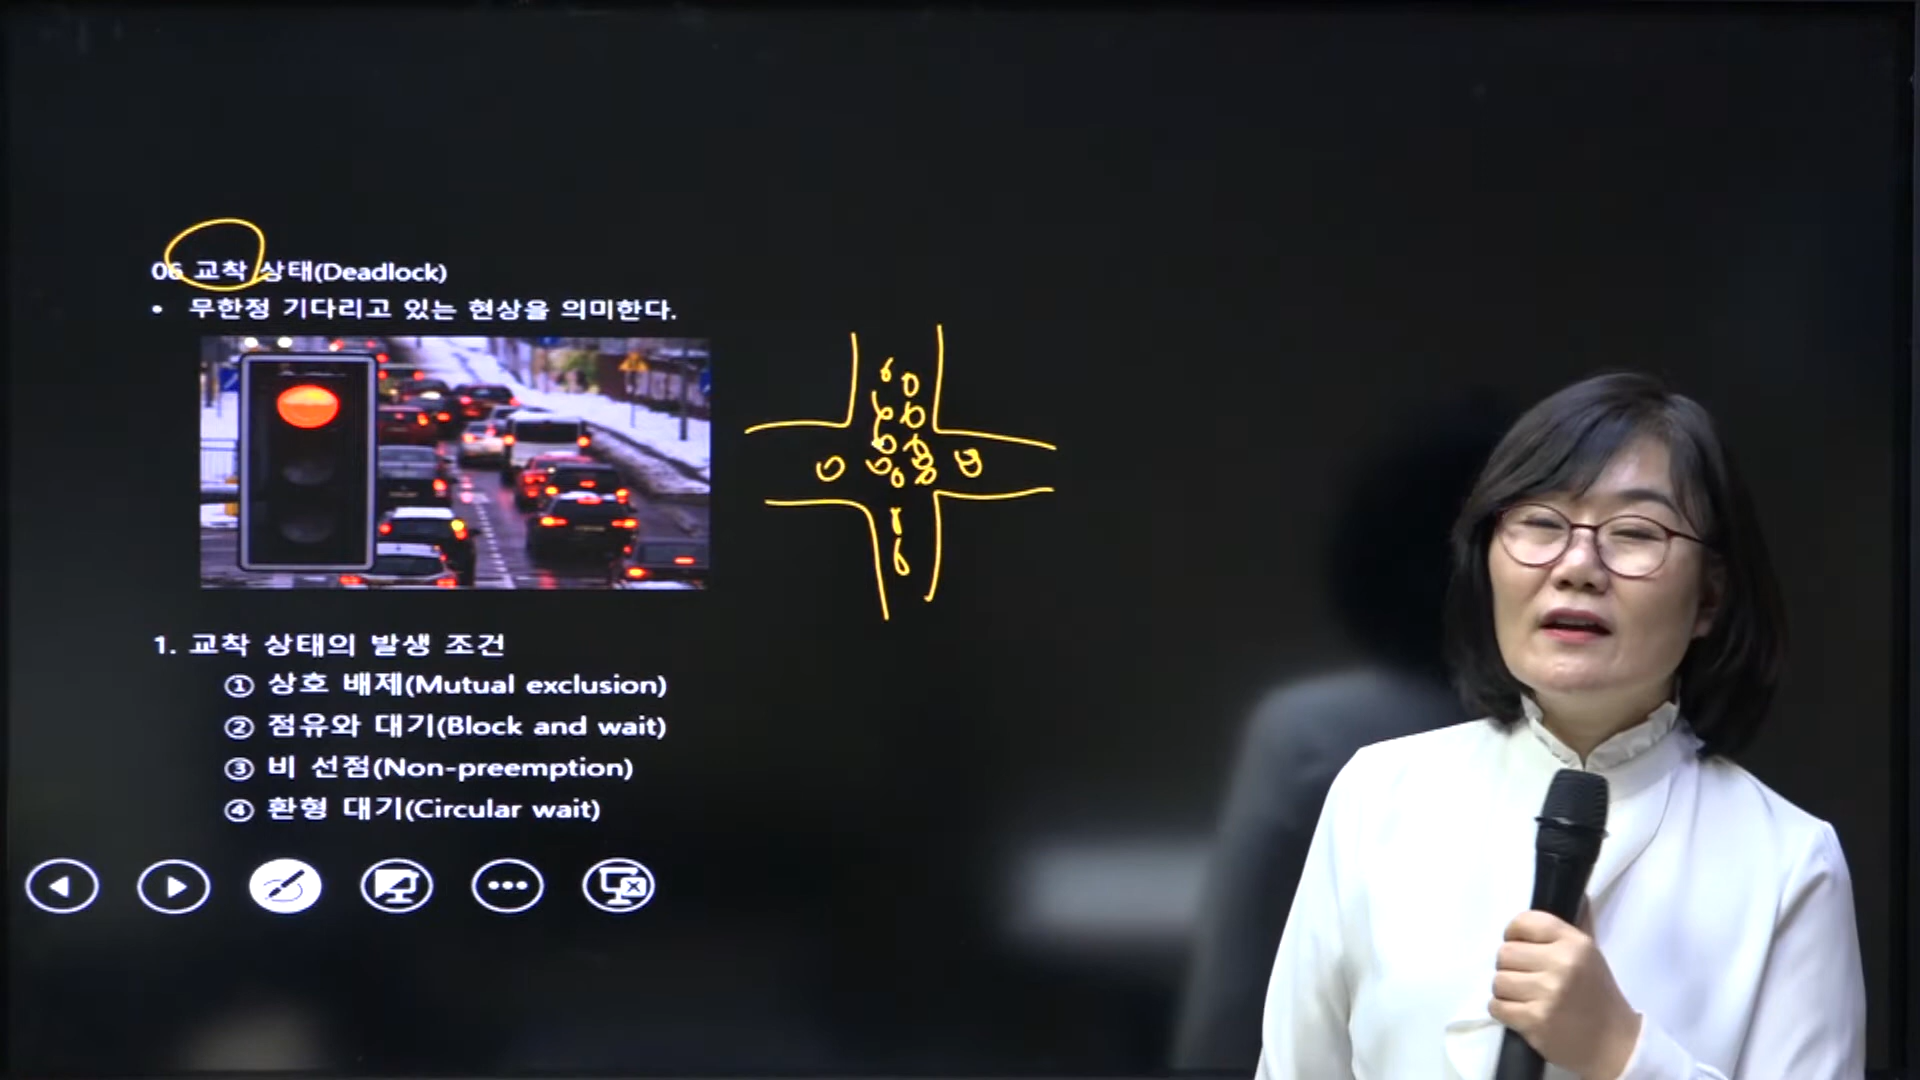 06 교착 상태(Deadlock)
• 무한정 기다리고 있는 현상을 의미한다.
1. 교착 상태의 발생 조건
① 상호 배제(Mutual exclusion)
② 점유와 대기(Block and wait)
③ 비 선점(Non-preemption)
④ 환형 대기(Circular wait)